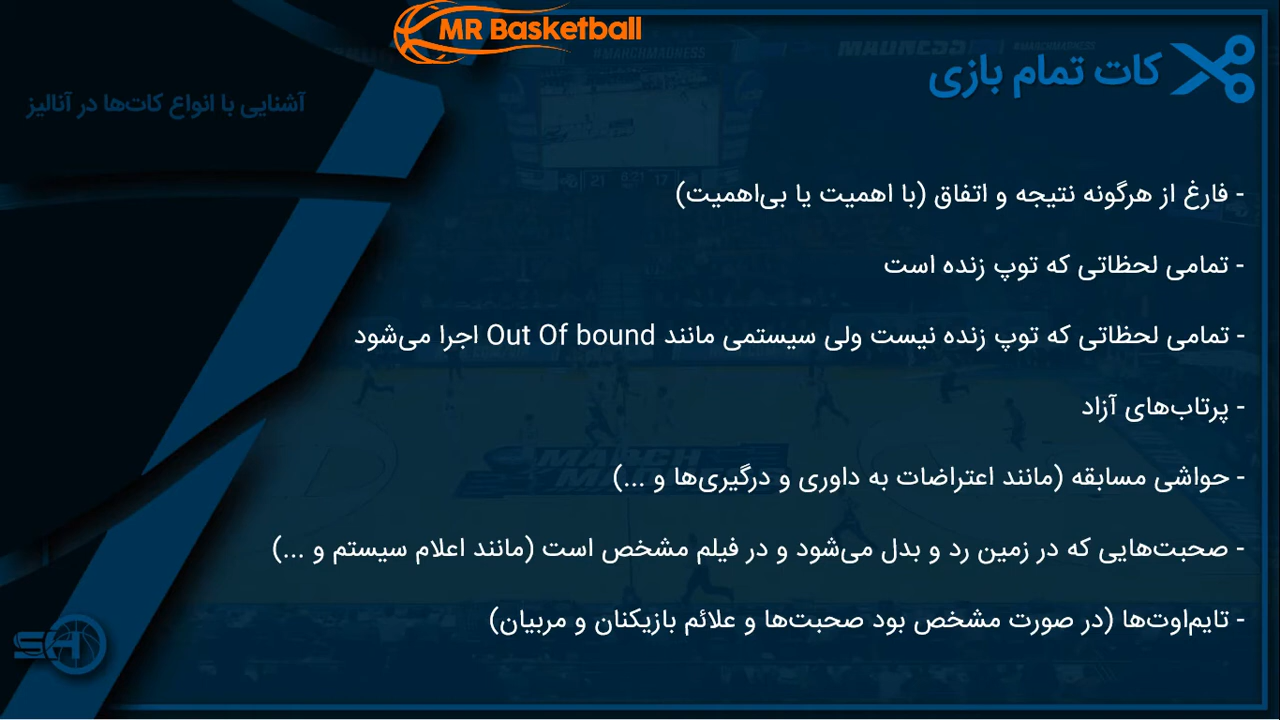 MR Basketball
کات تمام بازی
آشنایی با انواع کات‌ها در آنالیز
- فارغ از هرگونه نتیجه و اتفاق (با اهمیت یا بی‌اهمیت)
- تمامی لحظاتی که توپ زنده است
- تمامی لحظاتی که توپ زنده نیست ولی سیستمی مانند Out Of bound اجرا می‌شود
- پرتاب‌های آزاد
- حواشی مسابقه (مانند اعتراضات به داوری و درگیری‌ها و ...)
- صحبت‌هایی که در زمین رد و بدل می‌شود و در فیلم مشخص است (مانند اعلام سیستم و ...)
- تایم‌اوت‌ها (در صورت مشخص بود صحبت‌ها و علائم بازیکنان و مربیان)
MARCH
MADNESS
#MARCHMADNESS